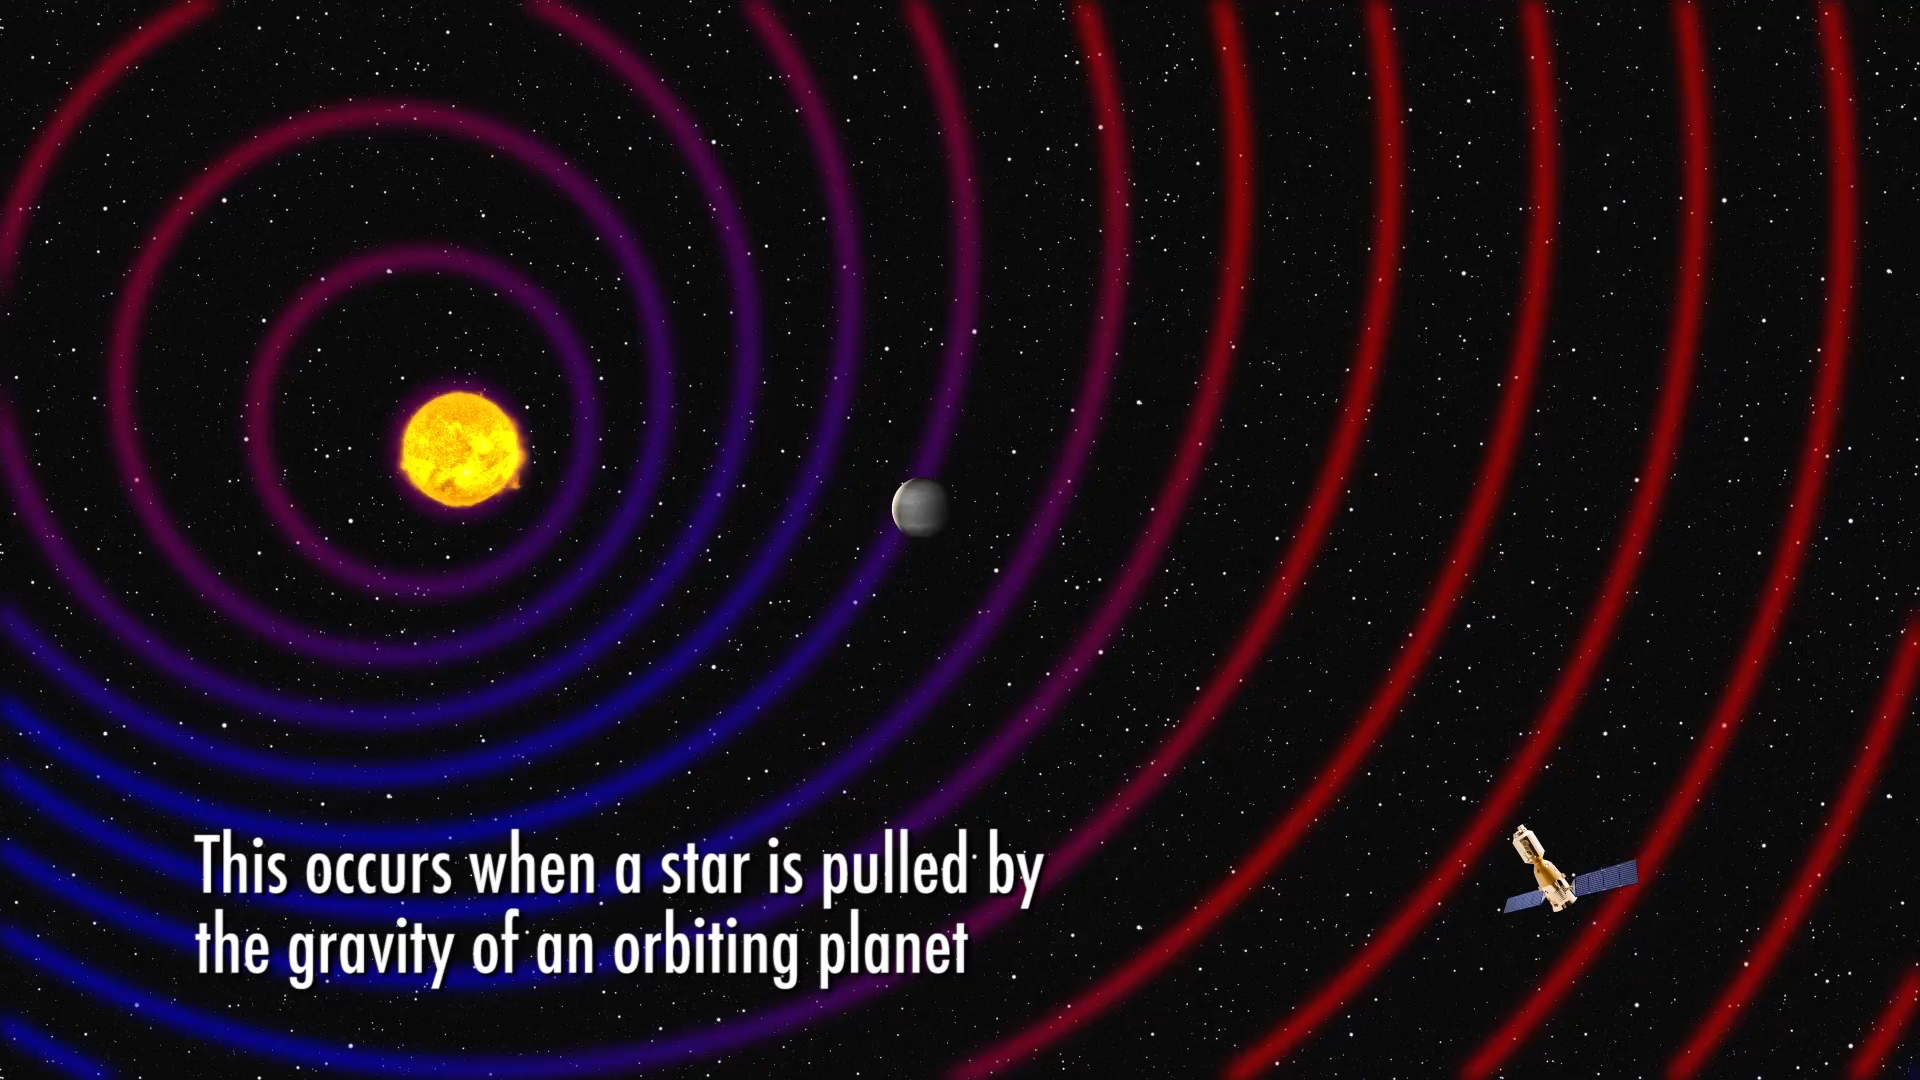 This occurs when a star is pulled by
the gravity of an orbiting planet